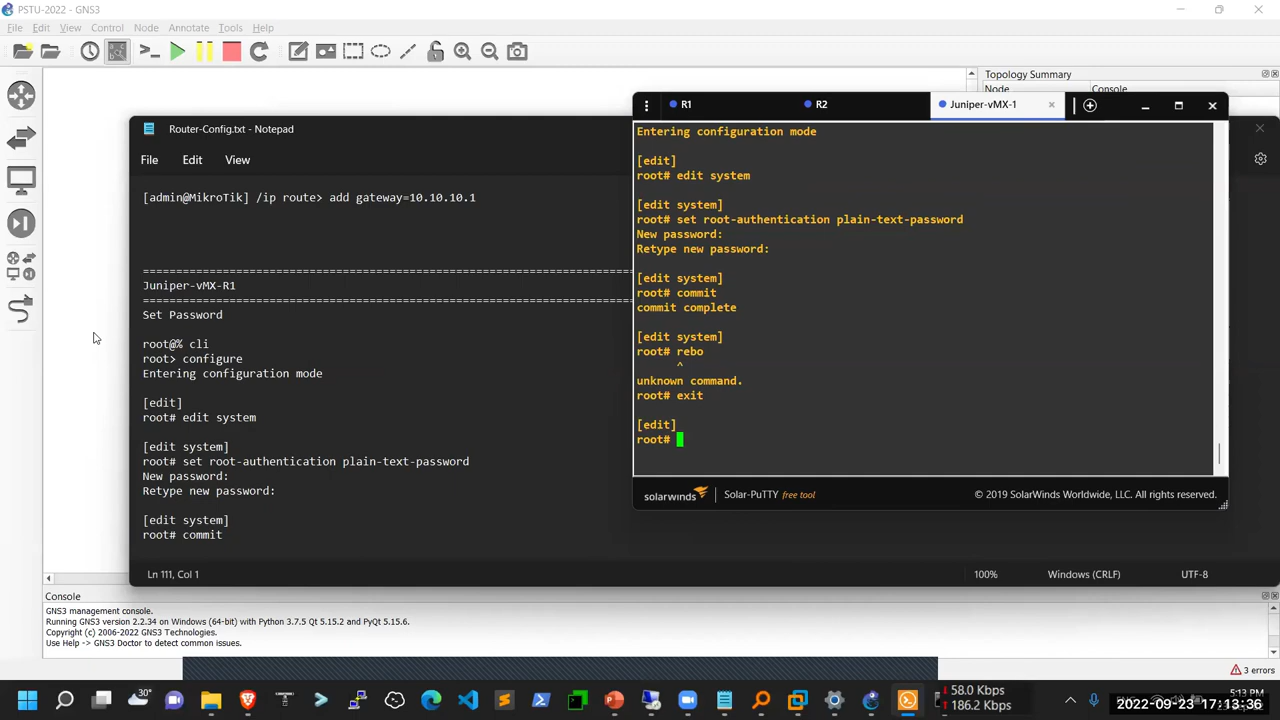 PSTU-2022 - GNS3
File Edit View Control Node Annotate Tools Help
Topology Summary
Node Console
Router-Config.txt - Notepad
File Edit View
[admin@MikroTik] /ip route> add gateway=10.10.10.1
================================================================
Juniper-vMX-R1
================================================================
Set Password
root@% cli
root> configure
Entering configuration mode
[edit]
root# edit system
[edit system]
root# set root-authentication plain-text-password
New password:
Retype new password:
[edit system]
root# commit
Ln 111, Col 1 100% Windows (CRLF) UTF-8
R1 R2 Juniper-vMX-1
Entering configuration mode
[edit]
root# edit system
[edit system]
root# set root-authentication plain-text-password
New password:
Retype new password:
[edit system]
root# commit
commit complete
[edit system]
root# rebo
^
unknown command.
root# exit
[edit]
root#
solarwinds Solar-PuTTY free tool © 2019 SolarWinds Worldwide, LLC. All rights reserved.
Console
GNS3 management console.
Running GNS3 version 2.2.34 on Windows (64-bit) with Python 3.7.5 Qt 5.15.2 and PyQt 5.15.6.
Copyright (c) 2006-2022 GNS3 Technologies.
Use Help -> GNS3 Doctor to detect common issues.
3 errors
30°
58.0 Kbps
186.2 Kbps
5:13 PM
2022-09-23 17:13:36